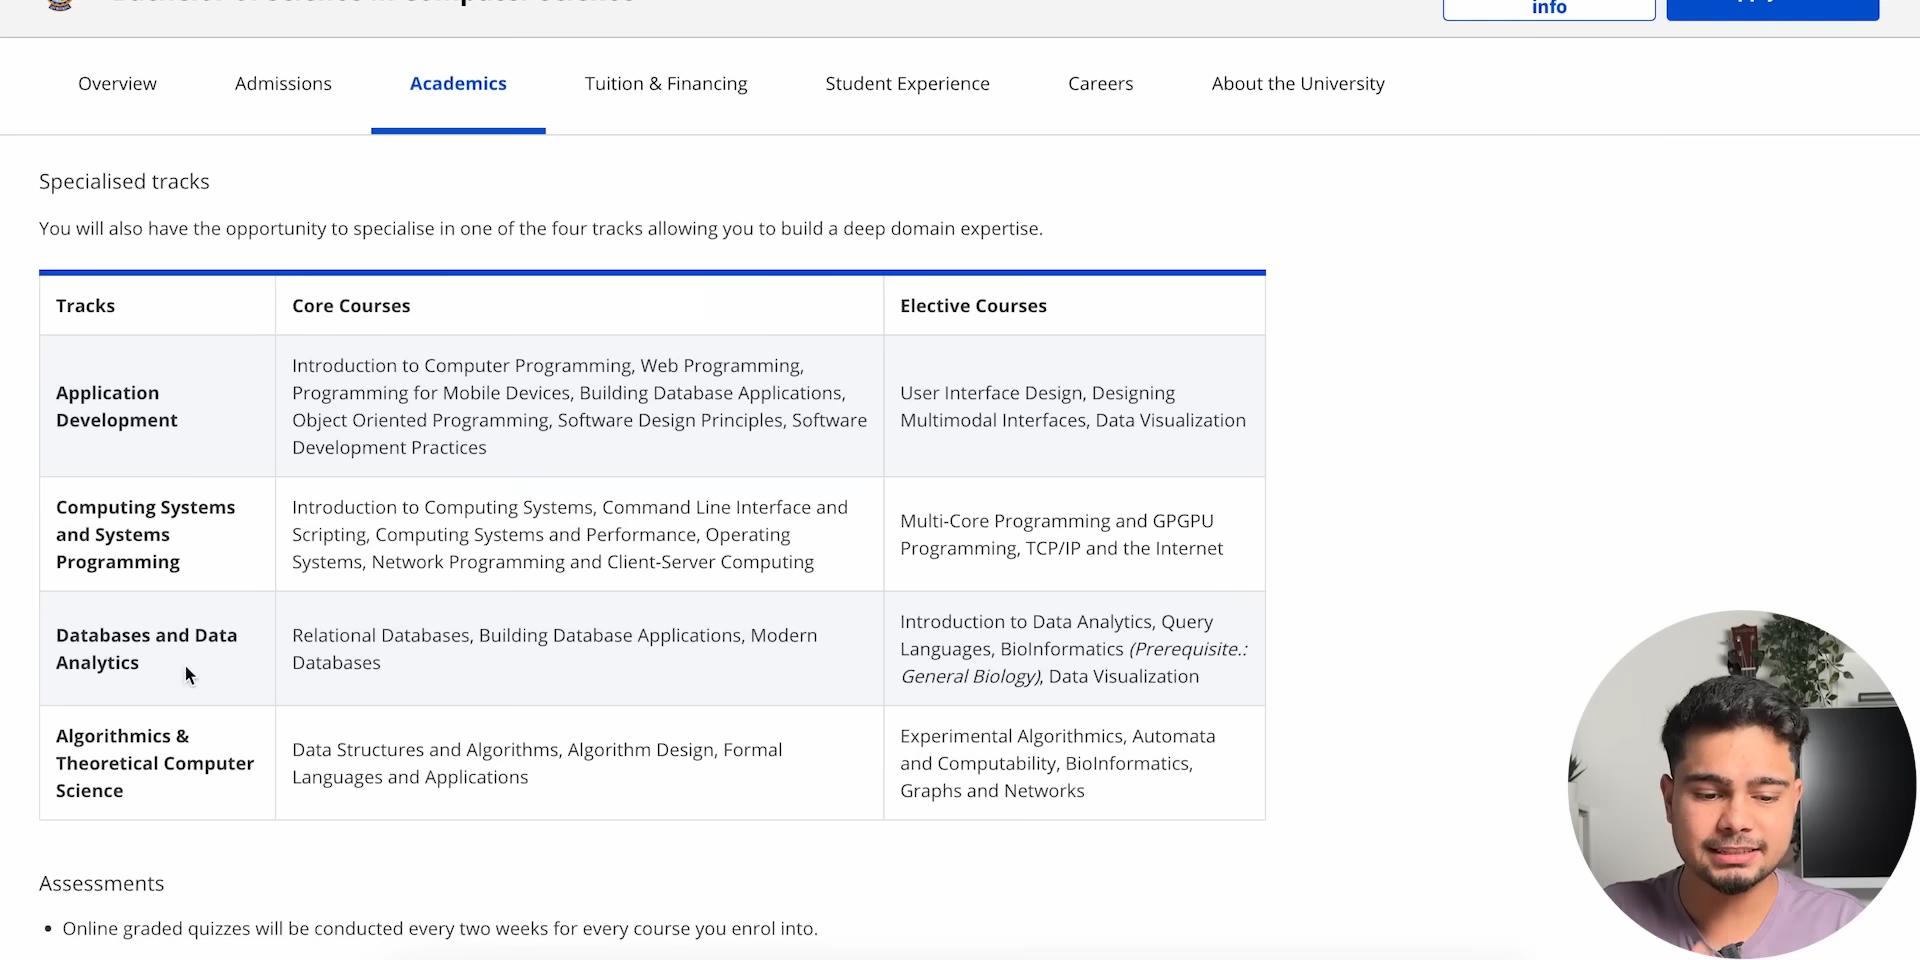 info
Overview
Admissions
Academics
Tuition & Financing
Student Experience
Careers
About the University
Specialised tracks
You will also have the opportunity to specialise in one of the four tracks allowing you to build a deep domain expertise.
Tracks
Core Courses
Elective Courses
Application
Development
Introduction to Computer Programming, Web Programming,
Programming for Mobile Devices, Building Database Applications,
Object Oriented Programming, Software Design Principles, Software
Development Practices
User Interface Design, Designing
Multimodal Interfaces, Data Visualization
Computing Systems
and Systems
Programming
Introduction to Computing Systems, Command Line Interface and
Scripting, Computing Systems and Performance, Operating
Systems, Network Programming and Client-Server Computing
Multi-Core Programming and GPGPU
Programming, TCP/IP and the Internet
Databases and Data
Analytics
Relational Databases, Building Database Applications, Modern
Databases
Introduction to Data Analytics, Query
Languages, BioInformatics (Prerequisite.:
General Biology), Data Visualization
Algorithmics &
Theoretical Computer
Science
Data Structures and Algorithms, Algorithm Design, Formal
Languages and Applications
Experimental Algorithmics, Automata
and Computability, BioInformatics,
Graphs and Networks
Assessments
• Online graded quizzes will be conducted every two weeks for every course you enrol into.